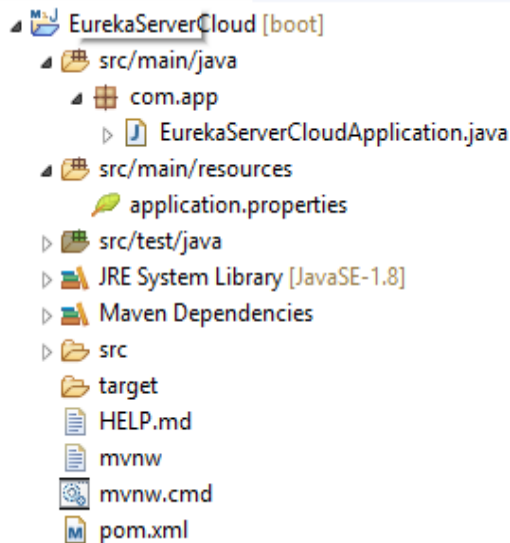 EurekaServerCloud [boot]
src/main/java
com.app
EurekaServerCloudApplication.java
src/main/resources
application.properties
src/test/java
JRE System Library [JavaSE-1.8]
Maven Dependencies
src
target
HELP.md
mvnw
mvnw.cmd
pom.xml